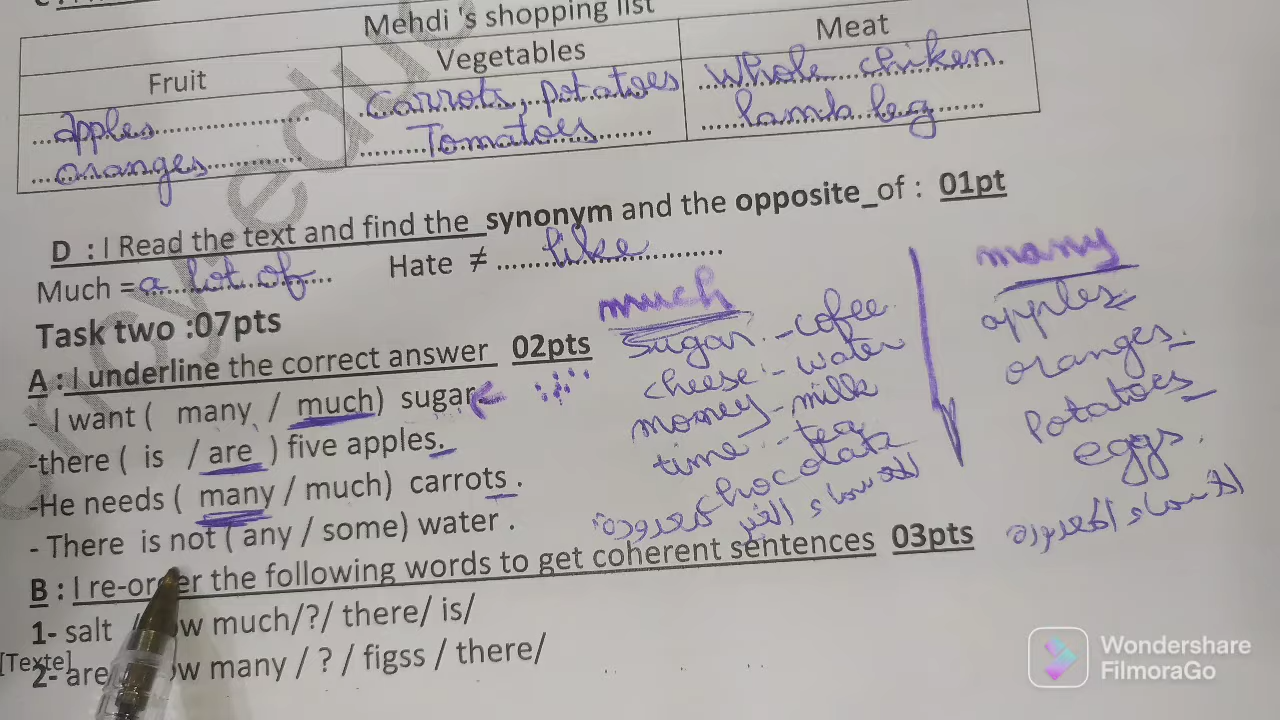 Mehdi 's shopping list
Fruit Vegetables Meat
apples carrots, potatoes Whole chiken
oranges Tomatoes lamb leg
D : I Read the text and find the synonym and the opposite of : 01pt
Much = a lot of Hate ≠ like
Task two :07pts
A : I underline the correct answer 02pts
- I want ( many / much) sugar
-there ( is / are ) five apples.
-He needs ( many / much) carrots .
- There is not ( any / some) water .
much
sugar - cofee
cheese - water
money - milk
time - tea
chocolata
الأسماء الغير معدودة
many
apples
oranges
Potatoes
eggs
الأسماء المعدودة
B : I re-order the following words to get coherent sentences 03pts
1- salt / how much/?/ there/ is/
2- are / how many / ? / figss / there/
[Texte]
Wondershare
FilmoraGo